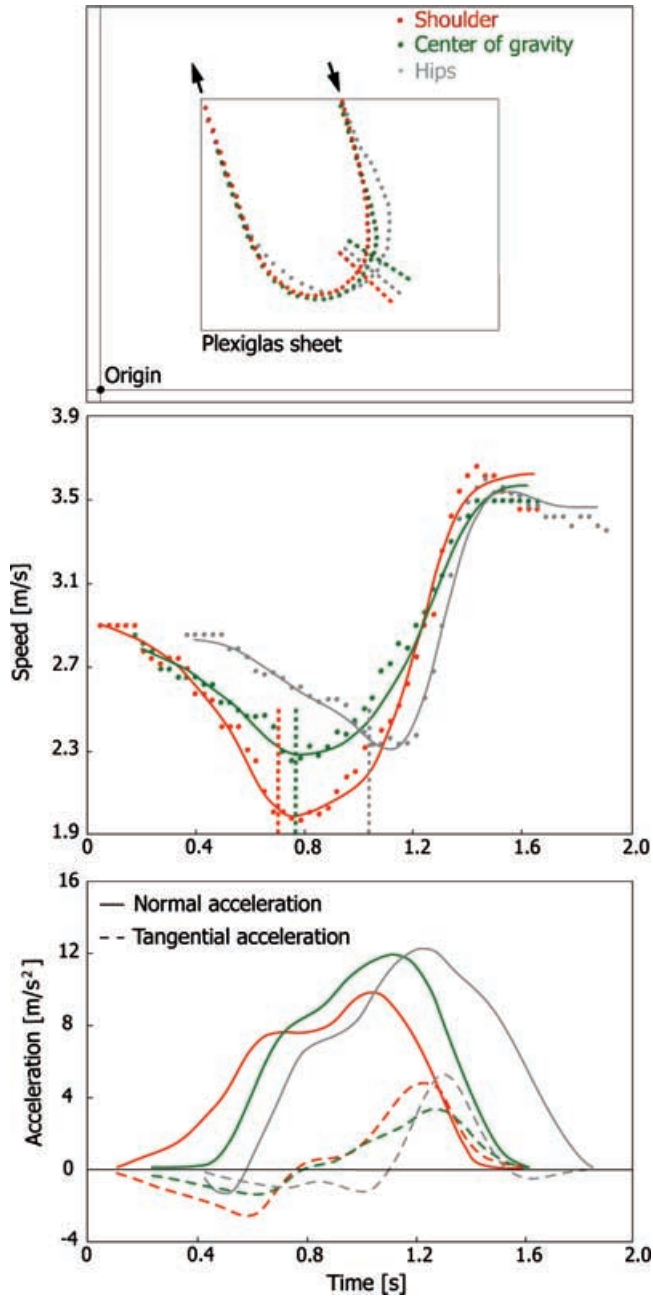 Shoulder
Center of gravity
Hips
Plexiglas sheet
Origin
3.9
3.5
3.1
2.7
2.3
1.9
Speed [m/s]
0 0.4 0.8 1.2 1.6 2.0
16
12
8
4
0
-4
Acceleration [m/s²]
Normal acceleration
Tangential acceleration
0 0.4 0.8 1.2 1.6 2.0
Time [s]